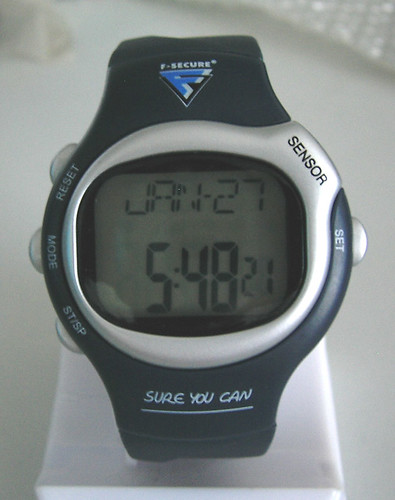 F-SECURE®
SENSOR
RESET
JAN-27
MODE
SET
5:48 21
ST/SP
SURE YOU CAN